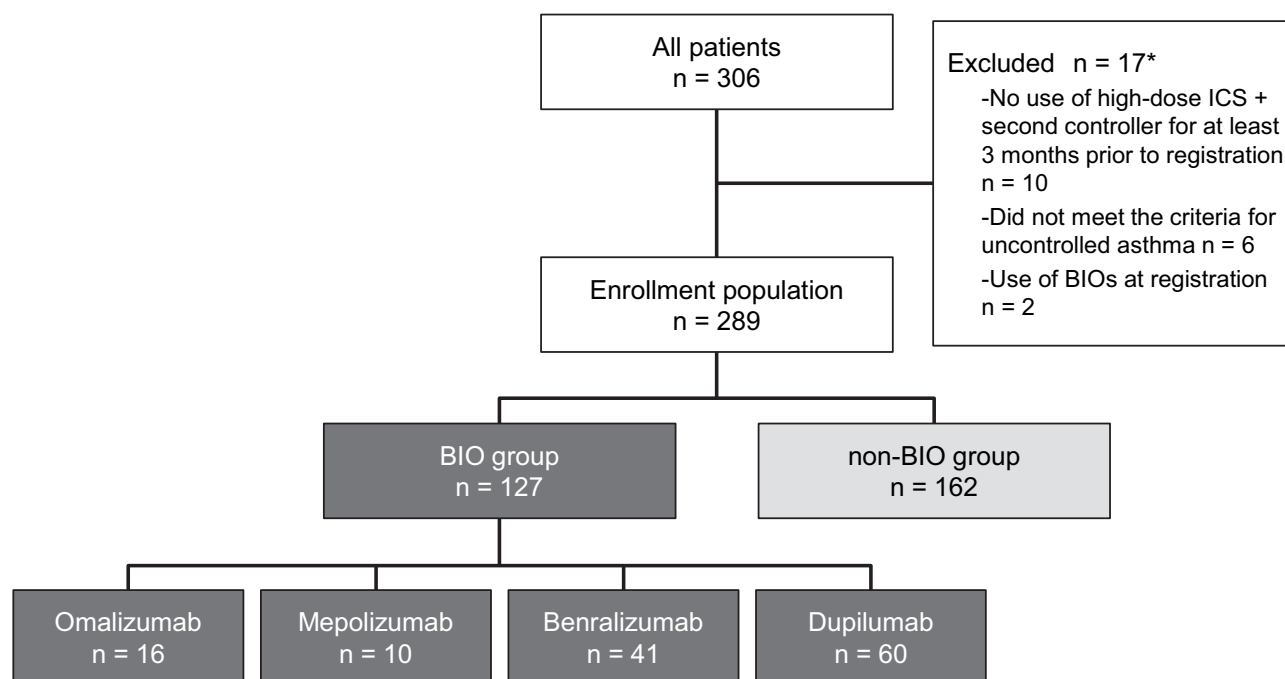 All patients
n = 306
Excluded n = 17*
-No use of high-dose ICS +
second controller for at least
3 months prior to registration
n = 10
-Did not meet the criteria for
uncontrolled asthma n = 6
-Use of BIOs at registration
n = 2
Enrollment population
n = 289
BIO group
n = 127
non-BIO group
n = 162
Omalizumab
n = 16
Mepolizumab
n = 10
Benralizumab
n = 41
Dupilumab
n = 60